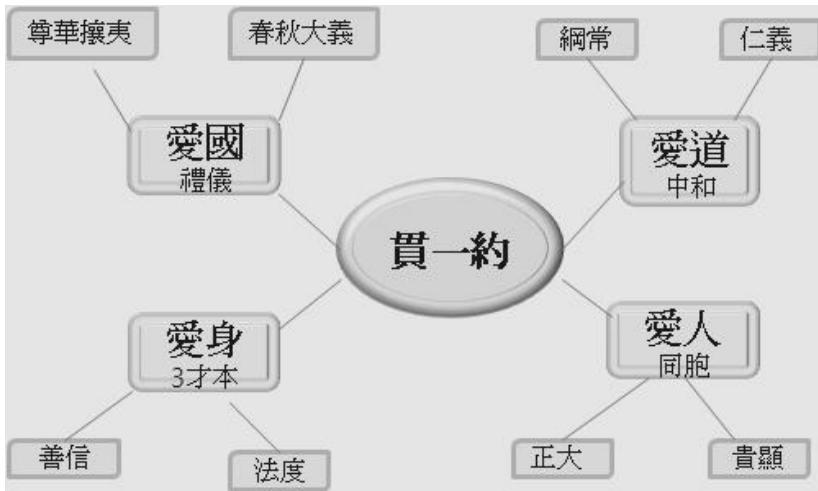 尊華攘夷
春秋大義
綱常
仁義
愛國
禮儀
愛道
中和
貫一約
愛身
3才本
愛人
同胞
善信
法度
正大
貴顯